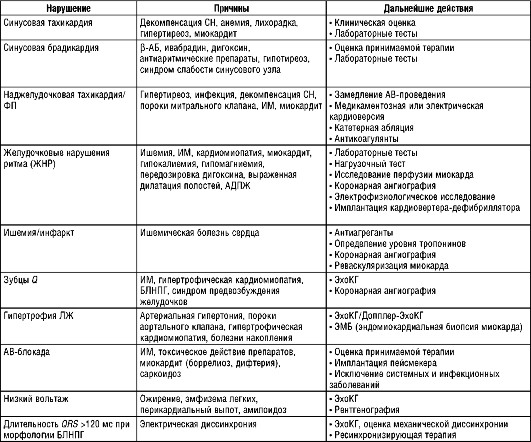 Нарушение Причины Дальнейшие действия
Синусовая тахикардия Декомпенсация СН, анемия, лихорадка, • Клиническая оценка
гипертиреоз, миокардит • Лабораторные тесты
Синусовая брадикардия β-АБ, ивабрадин, дигоксин, • Оценка принимаемой терапии
антиаритмические препараты, гипотиреоз, • Лабораторные тесты
синдром слабости синусового узла
Наджелудочковая тахикардия/ Гипертиреоз, инфекция, декомпенсация СН, • Замедление АВ-проведения
ФП пороки митрального клапана, ИМ, миокардит • Медикаментозная или электрическая
кардиоверсия
• Катетерная абляция
• Антикоагулянты
Желудочковые нарушения Ишемия, ИМ, кардиомиопатия, миокардит, • Лабораторные тесты
ритма (ЖНР) гипокалиемия, гипомагниемия, • Нагрузочный тест
передозировка дигоксина, выраженная • Исследование перфузии миокарда
дилатация полостей, АДПЖ • Коронарная ангиография
• Электрофизиологическое исследование
• Имплантация кардиовертера-дефибриллятора
Ишемия/инфаркт Ишемическая болезнь сердца • Антиагреганты
• Определение уровня тропонинов
• Коронарная ангиография
• Реваскуляризация миокарда
Зубцы Q ИМ, гипертрофическая кардиомиопатия, • ЭхоКГ
БЛНПГ, синдром предвозбуждения • Коронарная ангиография
желудочков
Гипертрофия ЛЖ Артериальная гипертония, пороки • ЭхоКГ/Допплер-ЭхоКГ
аортального клапана, гипертрофическая • ЭМБ (эндомиокардиальная биопсия миокарда)
кардиомиопатия, болезни накопления
АВ-блокада ИМ, токсическое действие препаратов, • Оценка принимаемой терапии
миокардит (боррелиоз, дифтерия), • Имплантация пейсмекера
саркоидоз • Исключение системных и инфекционных
заболеваний
Низкий вольтаж Ожирение, эмфизема легких, • ЭхоКГ
перикардиальный выпот, амилоидоз • Рентгенография
Длительность QRS >120 мс при Электрическая диссинхрония • ЭхоКГ, оценка механической диссинхронии
морфологии БЛНПГ • Ресинхронизирующая терапия